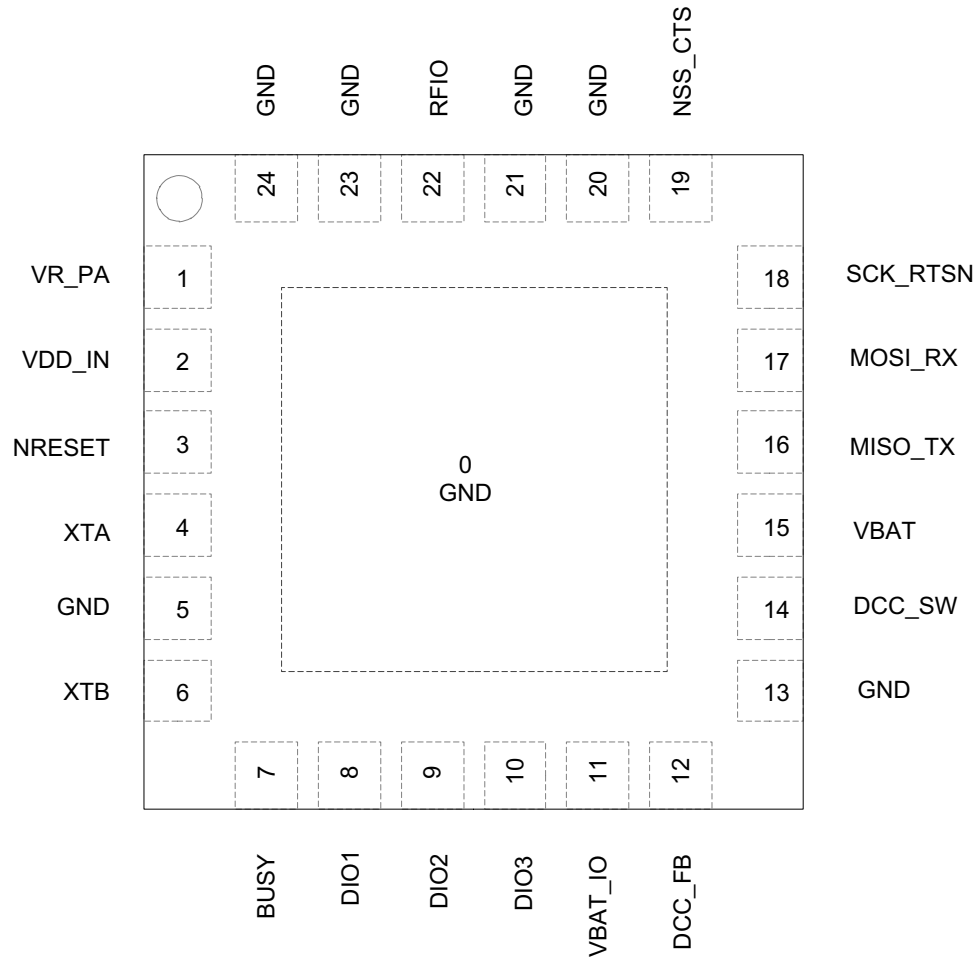 GND
GND
RFIO
GND
GND
NSS_CTS
24
23
22
21
20
19
VR_PA 1
18 SCK_RTSN
VDD_IN 2
17 MOSI_RX
NRESET 3
16 MISO_TX
0
GND
XTA 4
15 VBAT
GND 5
14 DCC_SW
XTB 6
13 GND
7
8
9
10
11
12
BUSY
DIO1
DIO2
DIO3
VBAT_IO
DCC_FB